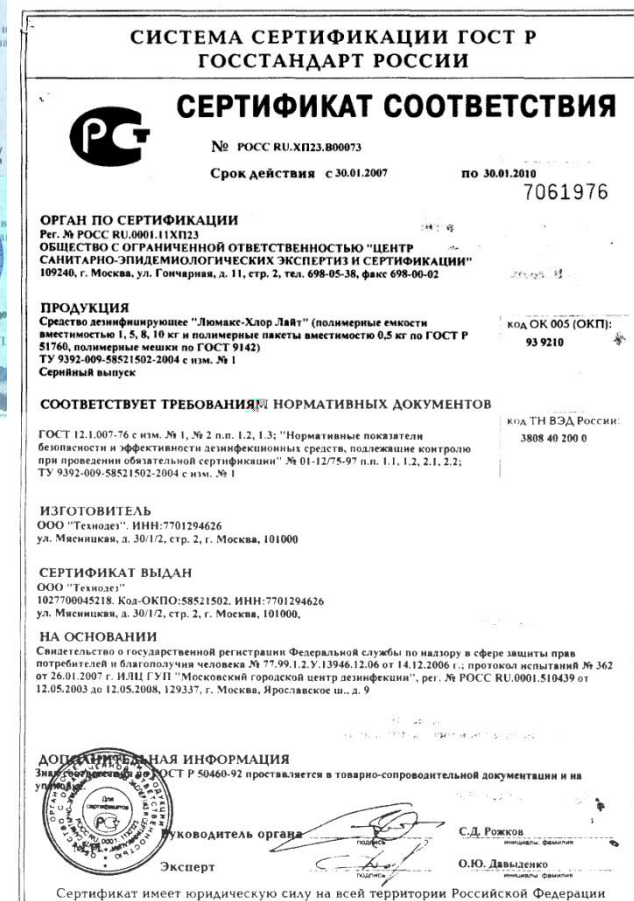 СИСТЕМА СЕРТИФИКАЦИИ ГОСТ Р
ГОССТАНДАРТ РОССИИ
СЕРТИФИКАТ СООТВЕТСТВИЯ
№ РОСС RU.ХП23.В00073
Срок действия с 30.01.2007 по 30.01.2010
7061976
ОРГАН ПО СЕРТИФИКАЦИИ
Рег. № РОСС RU.0001.11ХП23
ОБЩЕСТВО С ОГРАНИЧЕННОЙ ОТВЕТСТВЕННОСТЬЮ "ЦЕНТР
САНИТАРНО-ЭПИДЕМИОЛОГИЧЕСКИХ ЭКСПЕРТИЗ И СЕРТИФИКАЦИИ"
109240, г. Москва, ул. Гончарная, д. 11, стр. 2, тел. 698-05-38, факс 698-00-02
ПРОДУКЦИЯ
Средство дезинфицирующее "Люмакс-Хлор Лайт" (полимерные емкости
вместимостью 1, 5, 8, 10 кг и полимерные пакеты вместимостю 0,5 кг по ГОСТ Р
51760, полимерные мешки по ГОСТ 9142)
ТУ 9392-009-58521502-2004 с изм. № 1
Серийный выпуск
код ОК 005 (ОКП):
93 9210
СООТВЕТСТВУЕТ ТРЕБОВАНИЯМ НОРМАТИВНЫХ ДОКУМЕНТОВ
ГОСТ 12.1.007-76 с изм. № 1, № 2 п.п. 1.2, 1.3; "Нормативные показатели
безопасности и эффективности дезинфекционных средств, подлежащие контролю
при проведении обязательной сертификации" № 01-12/75-97 п.п. 1.1, 1.2, 2.1, 2.2;
ТУ 9392-009-58521502-2004 с изм. № 1
код ТН ВЭД России:
3808 40 200 0
ИЗГОТОВИТЕЛЬ
ООО "Технодез". ИНН:7701294626
ул. Мясницкая, д. 30/1/2, стр. 2, г. Москва, 101000
СЕРТИФИКАТ ВЫДАН
ООО "Технодез"
1027700045218. Код-ОКПО:58521502. ИНН:7701294626
ул. Мясницкая, д. 30/1/2, стр. 2, г. Москва, 101000,
НА ОСНОВАНИИ
Свидетельство о государственной регистрации Федеральной службы по надзору в сфере защиты прав
потребителей и благополучия человека № 77.99.1.2.У.13946.12.06 от 14.12.2006 г.; протокол испытаний № 362
от 26.01.2007 г. ИЛЦ ГУП "Московский городской центр дезинфекции", рег. № РОСС RU.0001.510439 от
12.05.2003 до 12.05.2008, 129337, г. Москва, Ярославское ш., д. 9
ДОПОЛНИТЕЛЬНАЯ ИНФОРМАЦИЯ
Знак соответствия по ГОСТ Р 50460-92 проставляется в товарно-сопроводительной документации и на
упаковке.
Для
сертификатов
Руководитель органа
подпись
С.Д. Рожков
инициалы, фамилия
Эксперт
подпись
О.Ю. Давыденко
инициалы, фамилия
Сертификат имеет юридическую силу на всей территории Российской Федерации